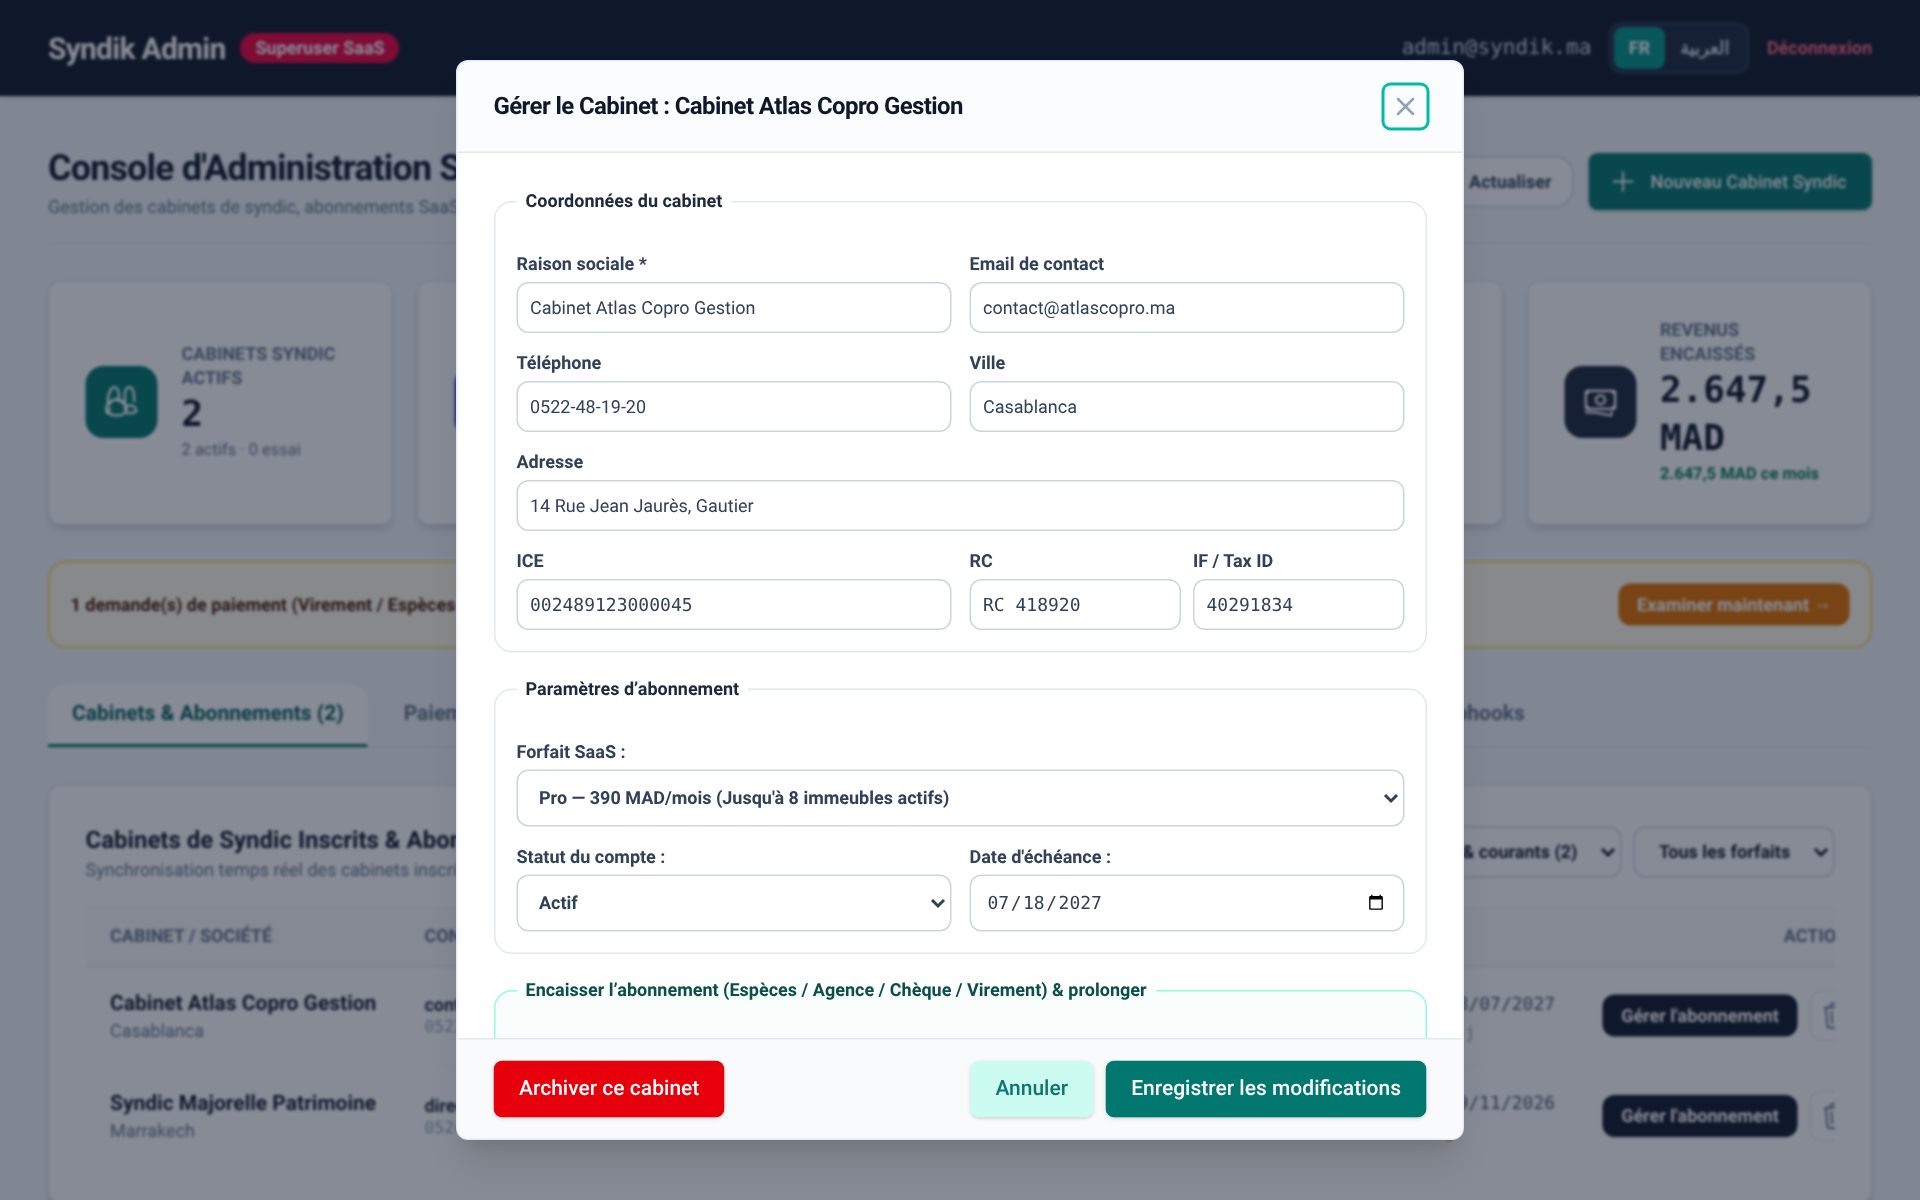 Syndik Admin
Superuser SaaS
admin@syndik.ma
FR
العربية
Déconnexion
Gérer le Cabinet : Cabinet Atlas Copro Gestion
Console d'Administration S
Gestion des cabinets de syndic, abonnements SaaS
Actualiser
Nouveau Cabinet Syndic
CABINETS SYNDIC
ACTIFS
2
2 actifs · 0 essai
REVENUS
ENCAISSÉS
2.647,5
MAD
2.647,5 MAD ce mois
1 demande(s) de paiement (Virement / Espèces
Examiner maintenant →
Cabinets & Abonnements (2)
Paiem
hooks
Cabinets de Syndic Inscrits & Abon
Synchronisation temps réel des cabinets inscri
& courants (2)
Tous les forfaits
CABINET / SOCIÉTÉ
CON
ACTIO
Cabinet Atlas Copro Gestion
Casablanca
cont
052
/07/2027
Gérer l'abonnement
Syndic Majorelle Patrimoine
Marrakech
dire
052
/11/2026
Gérer l'abonnement
Coordonnées du cabinet
Raison sociale *
Email de contact
Cabinet Atlas Copro Gestion
contact@atlascopro.ma
Téléphone
Ville
0522-48-19-20
Casablanca
Adresse
14 Rue Jean Jaurès, Gautier
ICE
RC
IF / Tax ID
002489123000045
RC 418920
40291834
Paramètres d’abonnement
Forfait SaaS :
Pro — 390 MAD/mois (Jusqu'à 8 immeubles actifs)
Statut du compte :
Date d'échéance :
Actif
07/18/2027
Encaisser l’abonnement (Espèces / Agence / Chèque / Virement) & prolonger
Archiver ce cabinet
Annuler
Enregistrer les modifications